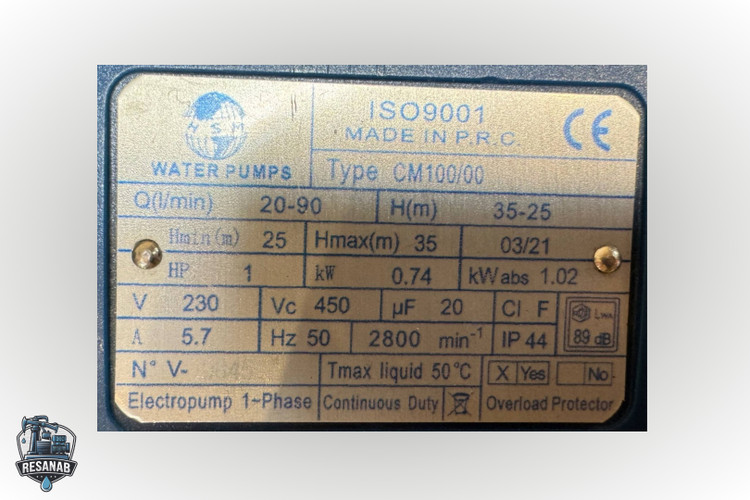 ISO9001
MADE IN P.R.C.
CE
WATER PUMPS
Type CM100/00
Q(l/min) 20-90 H(m) 35-25
Hmin(m) 25 Hmax(m) 35 03/21
HP 1 kW 0.74 kWabs 1.02
V 230 Vc 450 µF 20 Cl F
LWA
A 5.7 Hz 50 2800 min-1 IP 44
89 dB
N° V- Tmax liquid 50°C X Yes No
Electropump 1~Phase Continuous Duty Overload Protector
RESANAB